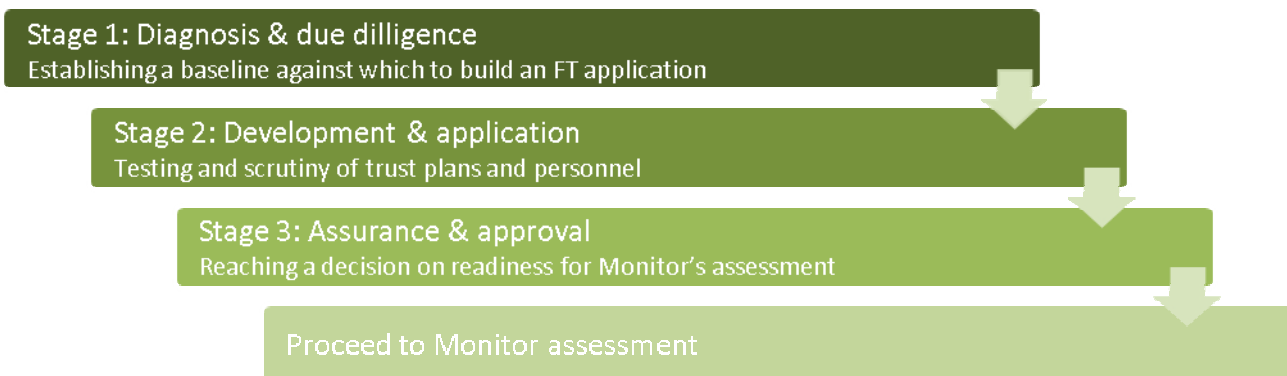 Stage 1: Diagnosis & due dilligence
Establishing a baseline against which to build an FT application
Stage 2: Development & application
Testing and scrutiny of trust plans and personnel
Stage 3: Assurance & approval
Reaching a decision on readiness for Monitor's assessment
Proceed to Monitor assessment